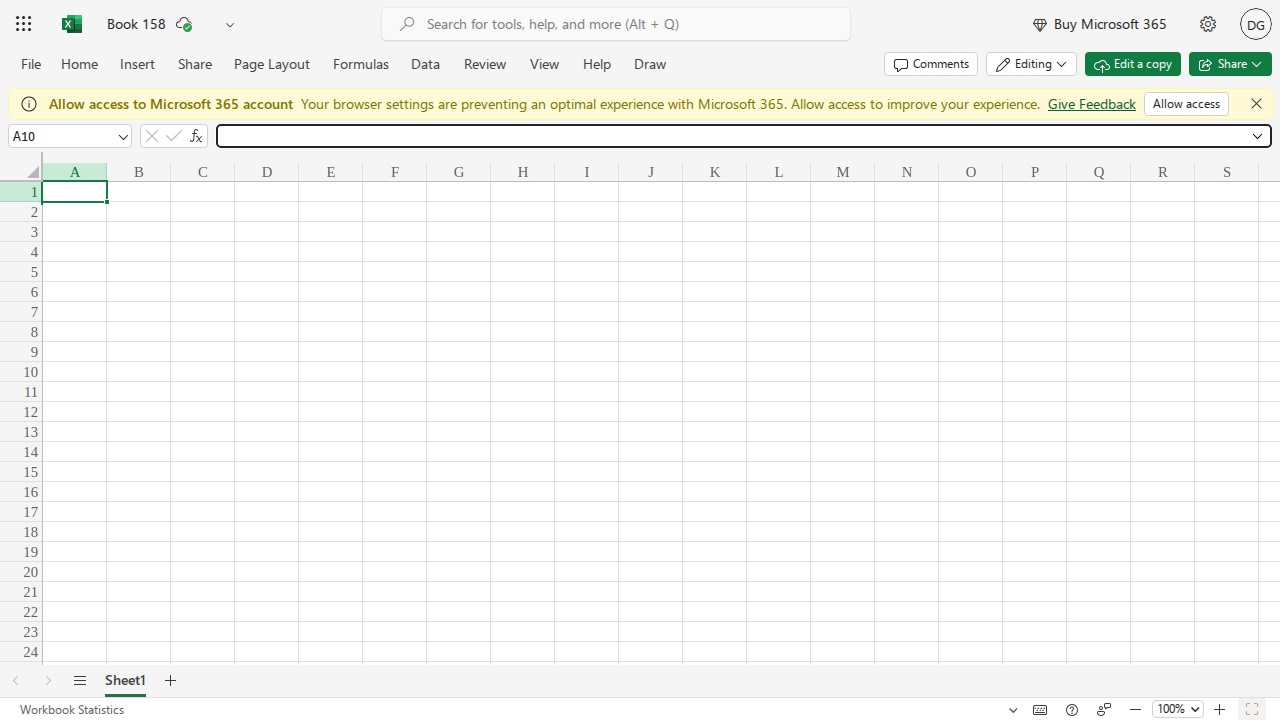 Book 158
Search for tools, help, and more (Alt + Q)
Buy Microsoft 365
DG
File Home Insert Share Page Layout Formulas Data Review View Help Draw
Comments Editing Edit a copy Share
Allow access to Microsoft 365 account Your browser settings are preventing an optimal experience with Microsoft 365. Allow access to improve your experience. Give Feedback Allow access
A10 fx
A B C D E F G H I J K L M N O P Q R S
1
2
3
4
5
6
7
8
9
10
11
12
13
14
15
16
17
18
19
20
21
22
23
24
Sheet1
Workbook Statistics
100%